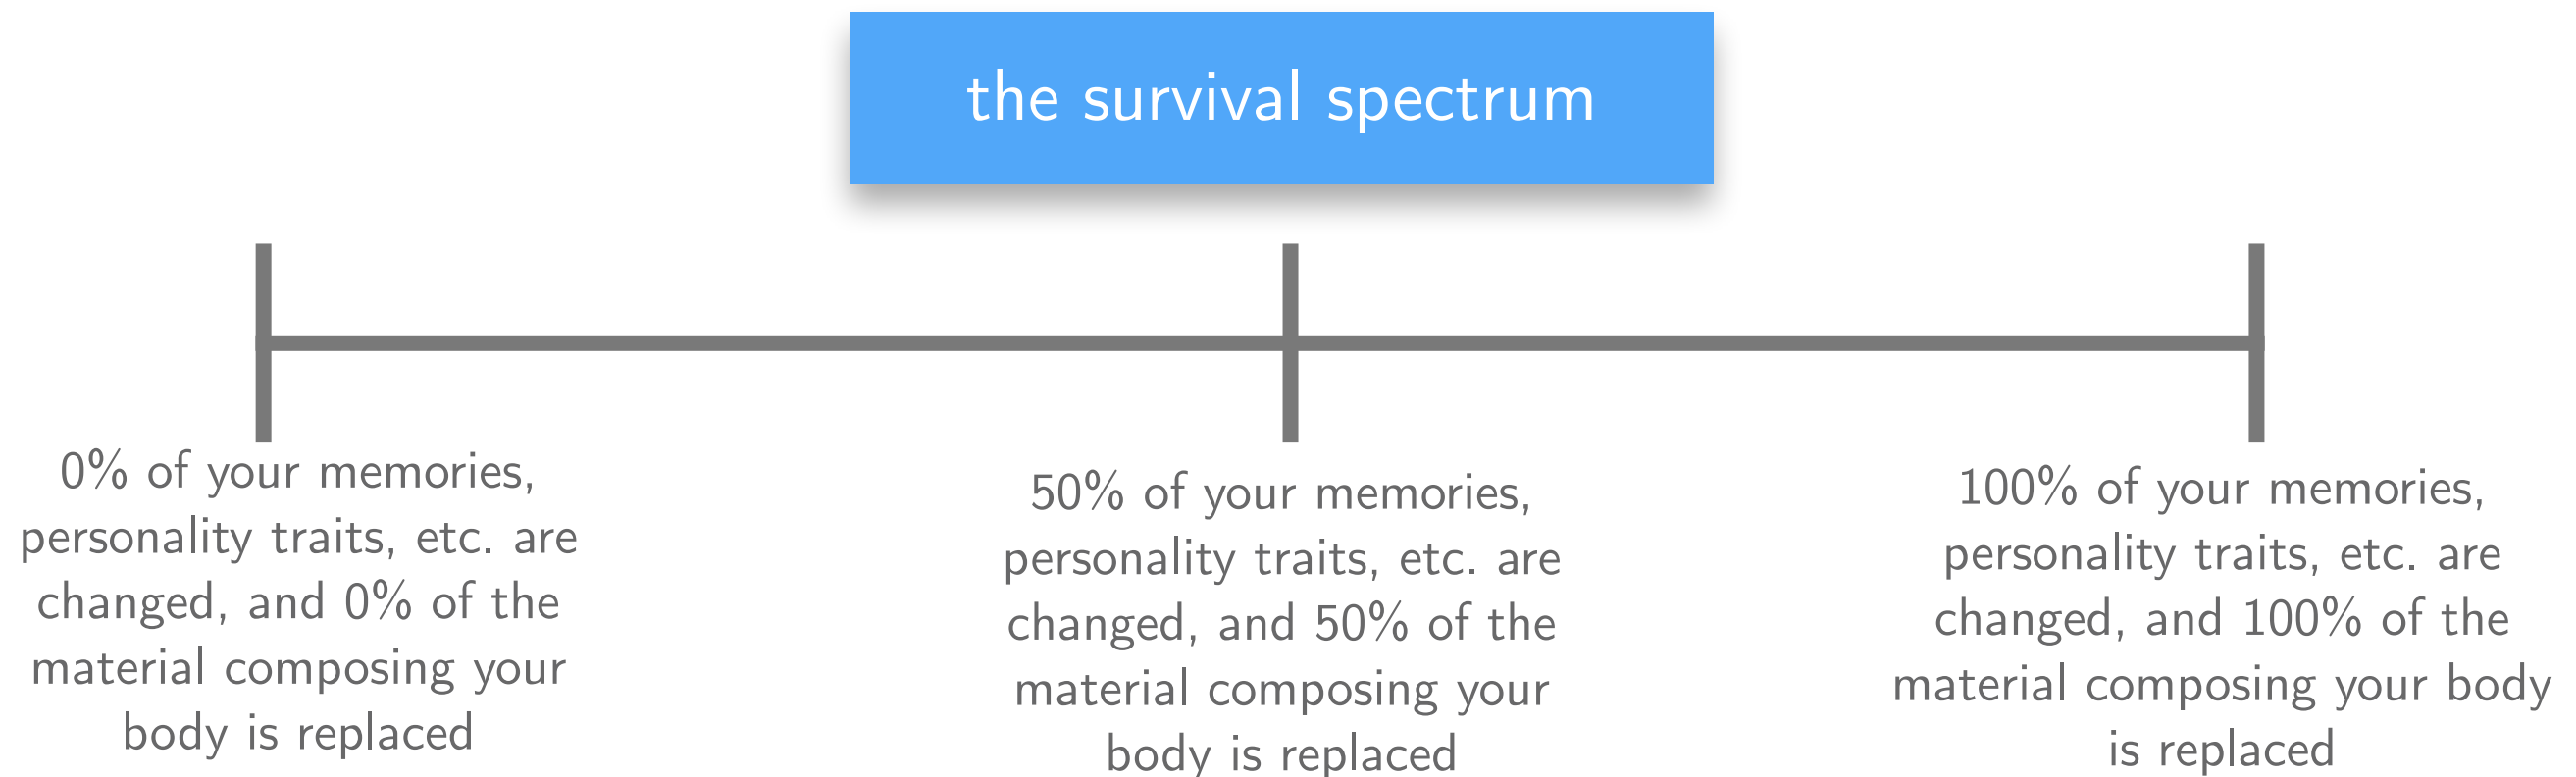 the survival spectrum
0% of your memories,
personality traits, etc. are
changed, and 0% of the
material composing your
body is replaced
50% of your memories,
personality traits, etc. are
changed, and 50% of the
material composing your
body is replaced
100% of your memories,
personality traits, etc. are
changed, and 100% of the
material composing your body
is replaced